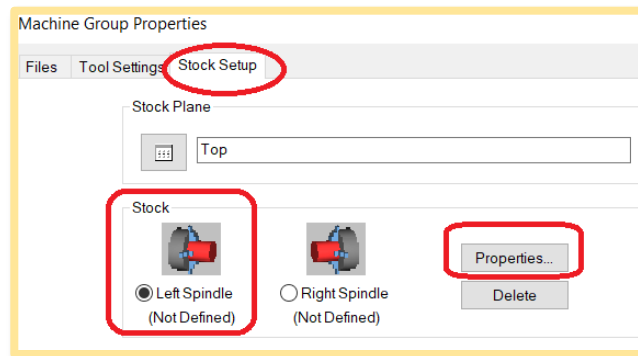 Machine Group Properties
Files Tool Settings Stock Setup
Stock Plane
Top
Stock
Properties...
Left Spindle Right Spindle Delete
(Not Defined) (Not Defined)